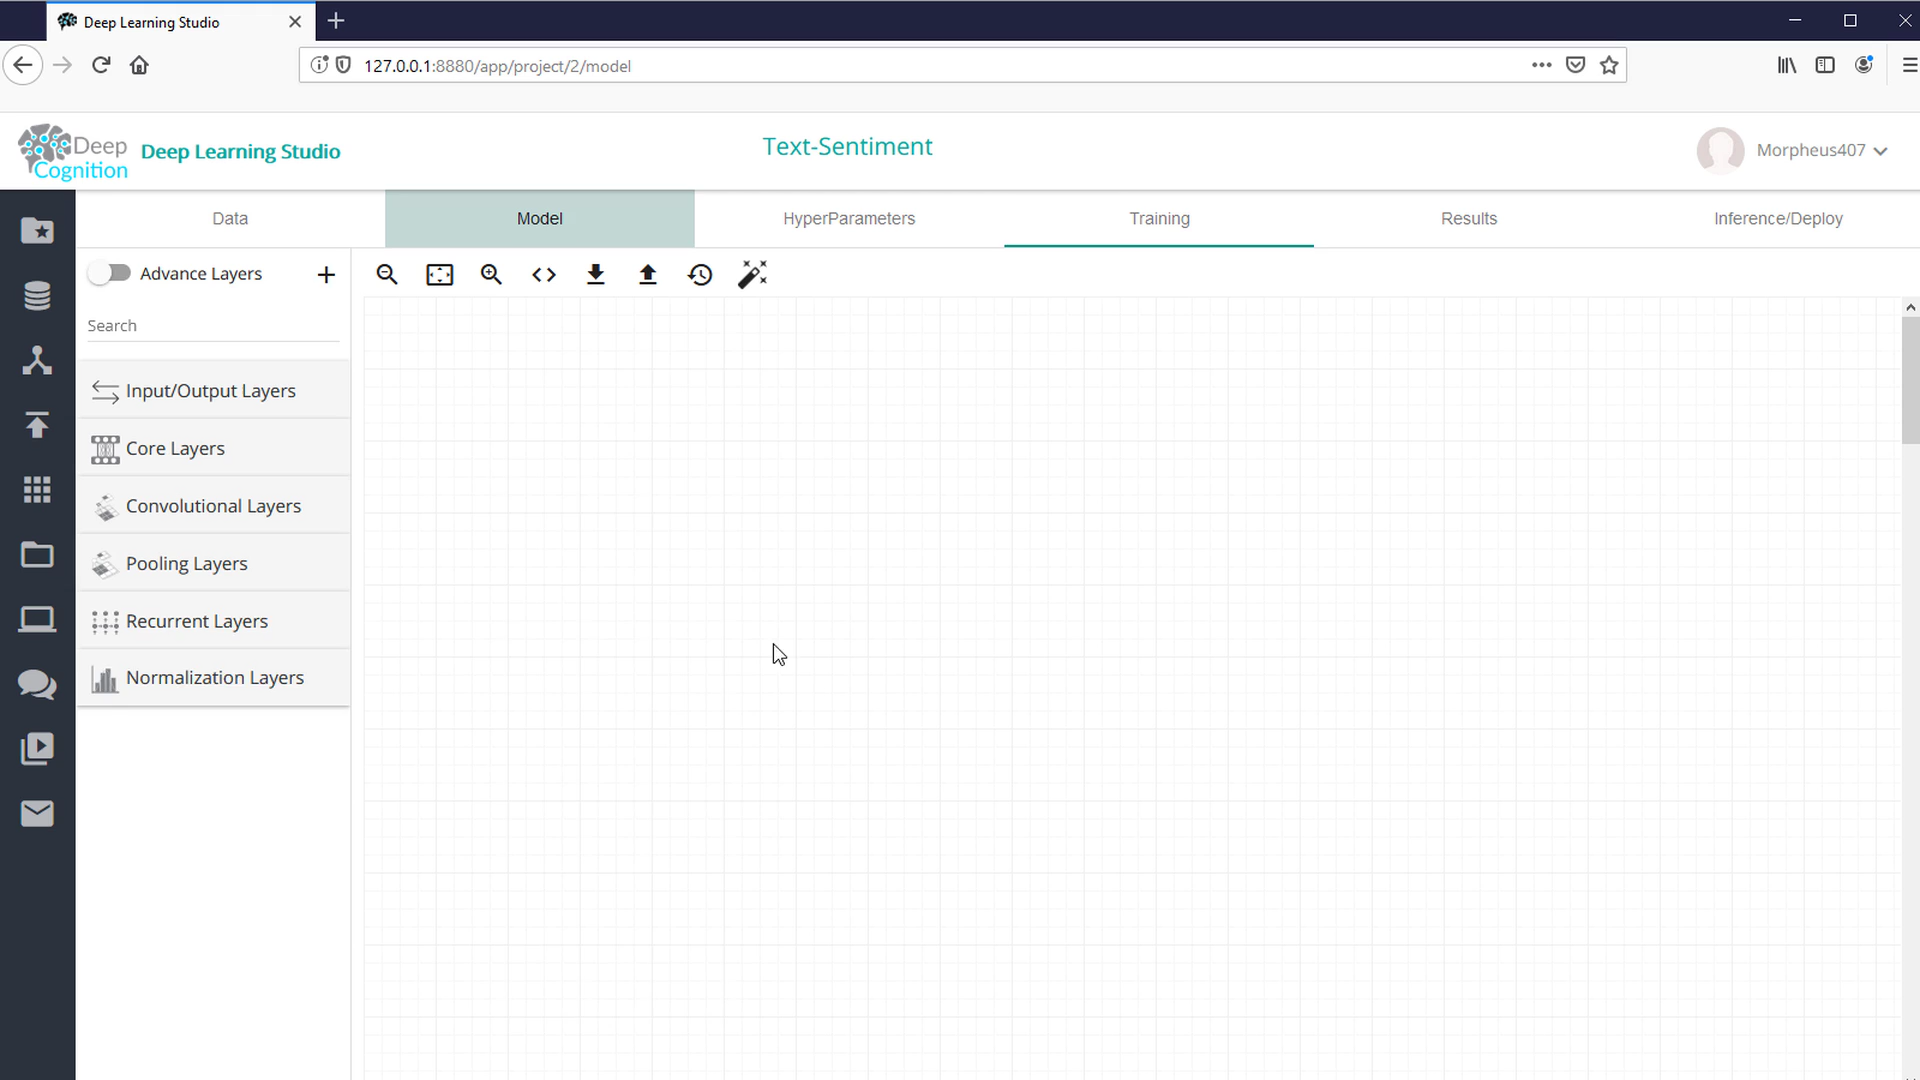 Deep Learning Studio
127.0.0.1:8880/app/project/2/model
Deep
Cognition
Deep Learning Studio
Text-Sentiment
Morpheus407
Data
Model
HyperParameters
Training
Results
Inference/Deploy
Advance Layers
Search
Input/Output Layers
Core Layers
Convolutional Layers
Pooling Layers
Recurrent Layers
Normalization Layers